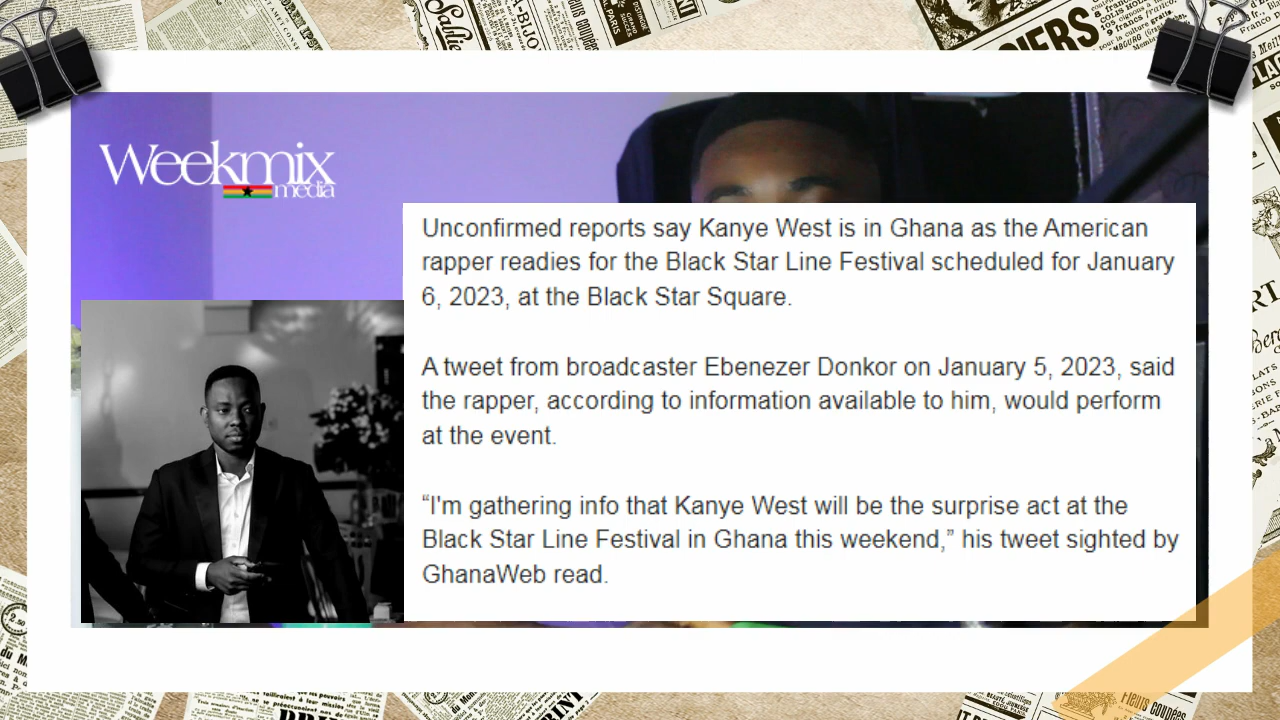 Weekmix
media
Unconfirmed reports say Kanye West is in Ghana as the American
rapper readies for the Black Star Line Festival scheduled for January
6, 2023, at the Black Star Square.
A tweet from broadcaster Ebenezer Donkor on January 5, 2023, said
the rapper, according to information available to him, would perform
at the event.
“I'm gathering info that Kanye West will be the surprise act at the
Black Star Line Festival in Ghana this weekend,” his tweet sighted by
GhanaWeb read.